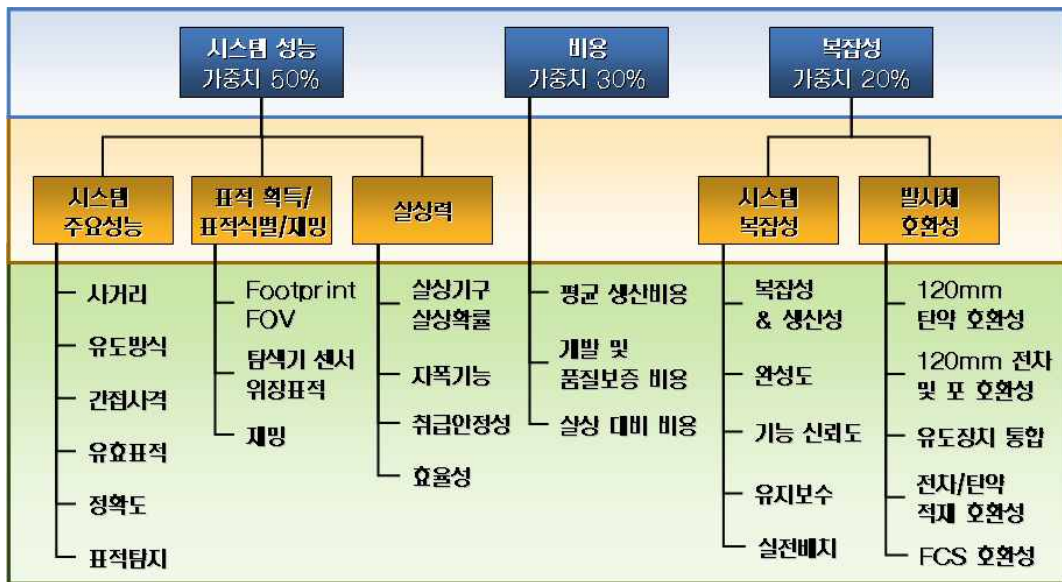 시스템 성능
가중치 50%
비용
가중치 30%
복잡성
가중치 20%
시스템
주요성능
표적 획득/
표적식별/재밍
살상력
시스템
복잡성
발사체
호환성
사거리
유도방식
간접사격
유효표적
정확도
표적탐지
Footprint
FOV
탐색기 센서
위장표적
재밍
살상기구
살상확률
자폭기능
취급안정성
효율성
평균 생산비용
개발 및
품질보증 비용
살상 대비 비용
복잡성
& 생산성
완성도
기능 신뢰도
유지보수
실전배치
120mm
탄약 호환성
120mm 전차
및 포 호환성
유도장치 통합
전차/탄약
적재 호환성
FCS 호환성